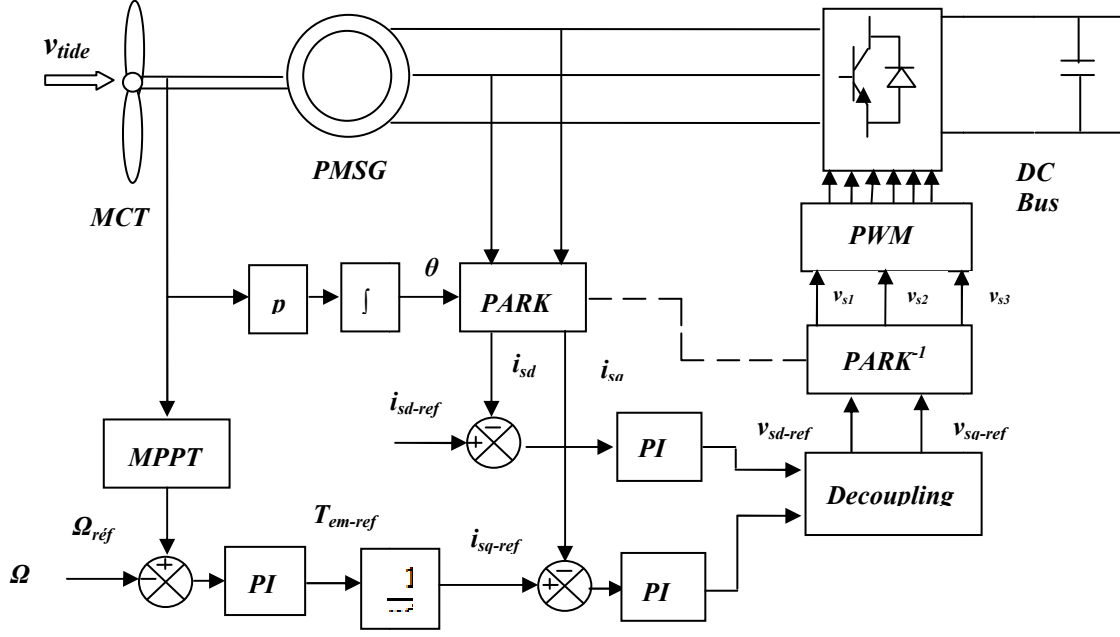 v_tide
PMSG
MCT
DC
Bus
PWM
θ
p
∫
PARK
v_s1
v_s2
v_s3
PARK⁻¹
i_sd
i_sq
i_sd-ref
+
−
PI
v_sd-ref
v_sq-ref
MPPT
Decoupling
Ω_réf
T_em-ref
i_sq-ref
Ω
+
−
PI
1
+
−
PI